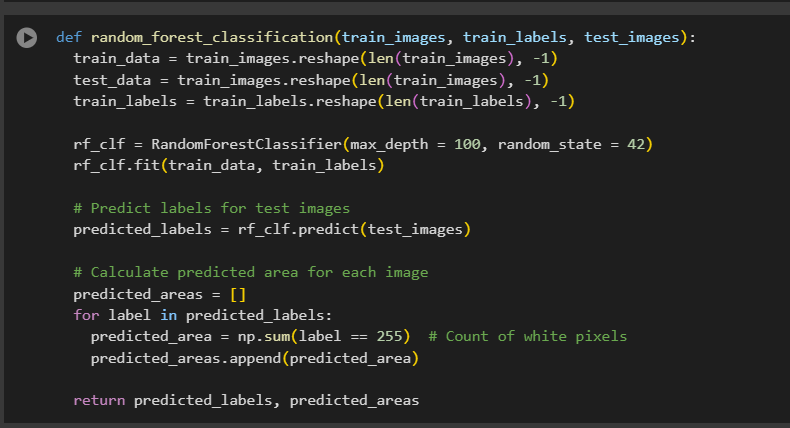 def random_forest_classification(train_images, train_labels, test_images):
train_data = train_images.reshape(len(train_images), -1)
test_data = train_images.reshape(len(train_images), -1)
train_labels = train_labels.reshape(len(train_labels), -1)
rf_clf = RandomForestClassifier(max_depth = 100, random_state = 42)
rf_clf.fit(train_data, train_labels)
# Predict labels for test images
predicted_labels = rf_clf.predict(test_images)
# Calculate predicted area for each image
predicted_areas = []
for label in predicted_labels:
predicted_area = np.sum(label == 255)  # Count of white pixels
predicted_areas.append(predicted_area)
return predicted_labels, predicted_areas